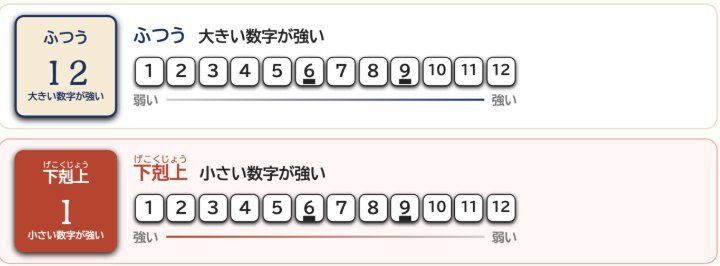 ふつう
12
大きい数字が強い
ふつう 大きい数字が強い
1 2 3 4 5 6 7 8 9 10 11 12
弱い 強い
げこくじょう
下剋上
1
小さい数字が強い
げこくじょう
下剋上 小さい数字が強い
1 2 3 4 5 6 7 8 9 10 11 12
強い 弱い